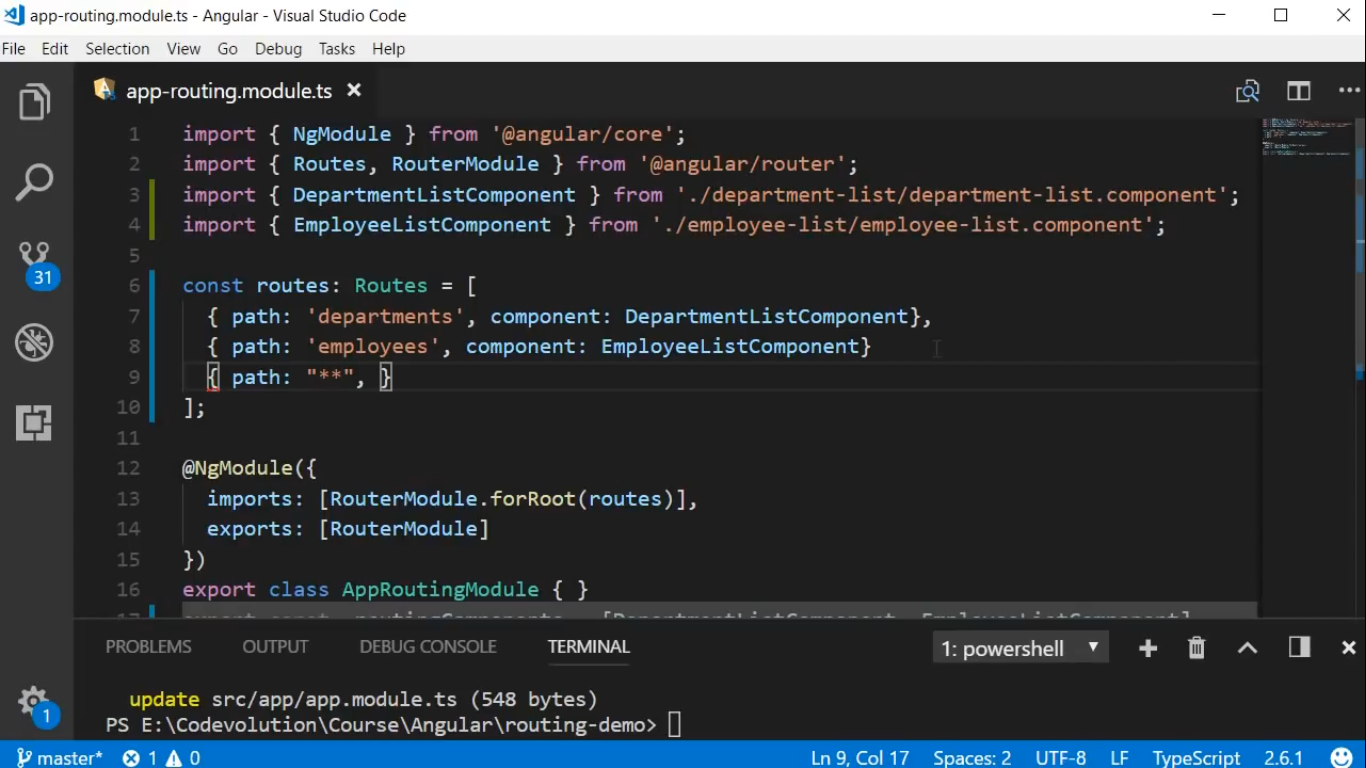 app-routing.module.ts - Angular - Visual Studio Code
File Edit Selection View Go Debug Tasks Help
app-routing.module.ts
1 import { NgModule } from '@angular/core';
2 import { Routes, RouterModule } from '@angular/router';
3 import { DepartmentListComponent } from './department-list/department-list.component';
4 import { EmployeeListComponent } from './employee-list/employee-list.component';
5
6 const routes: Routes = [
7 { path: 'departments', component: DepartmentListComponent},
8 { path: 'employees', component: EmployeeListComponent}
9 { path: "**", }
10 ];
11
12 @NgModule({
13 imports: [RouterModule.forRoot(routes)],
14 exports: [RouterModule]
15 })
16 export class AppRoutingModule { }
17 export const routingComponents = [DepartmentListComponent, EmployeeListComponent]
31
PROBLEMS OUTPUT DEBUG CONSOLE TERMINAL 1: powershell
update src/app/app.module.ts (548 bytes)
PS E:\Codevolution\Course\Angular\routing-demo>
1
master* 1 0 Ln 9, Col 17 Spaces: 2 UTF-8 LF TypeScript 2.6.1